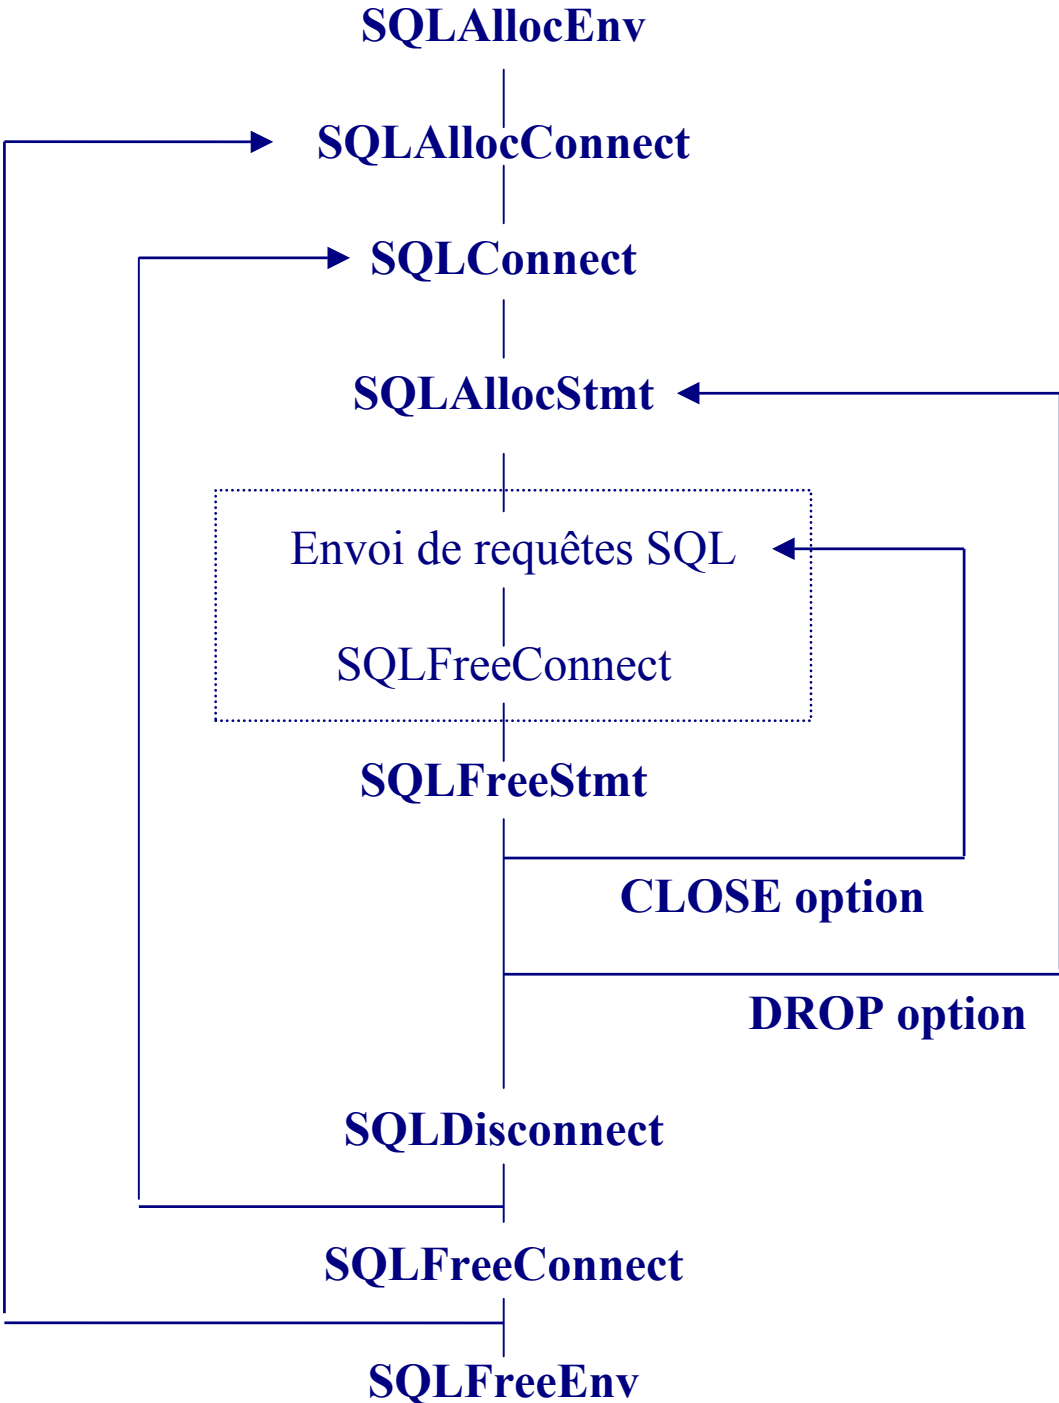 SQLAllocEnv
SQLAllocConnect
SQLConnect
SQLAllocStmt
Envoi de requêtes SQL
SQLFreeConnect
SQLFreeStmt
CLOSE option
DROP option
SQLDisconnect
SQLFreeConnect
SQLFreeEnv